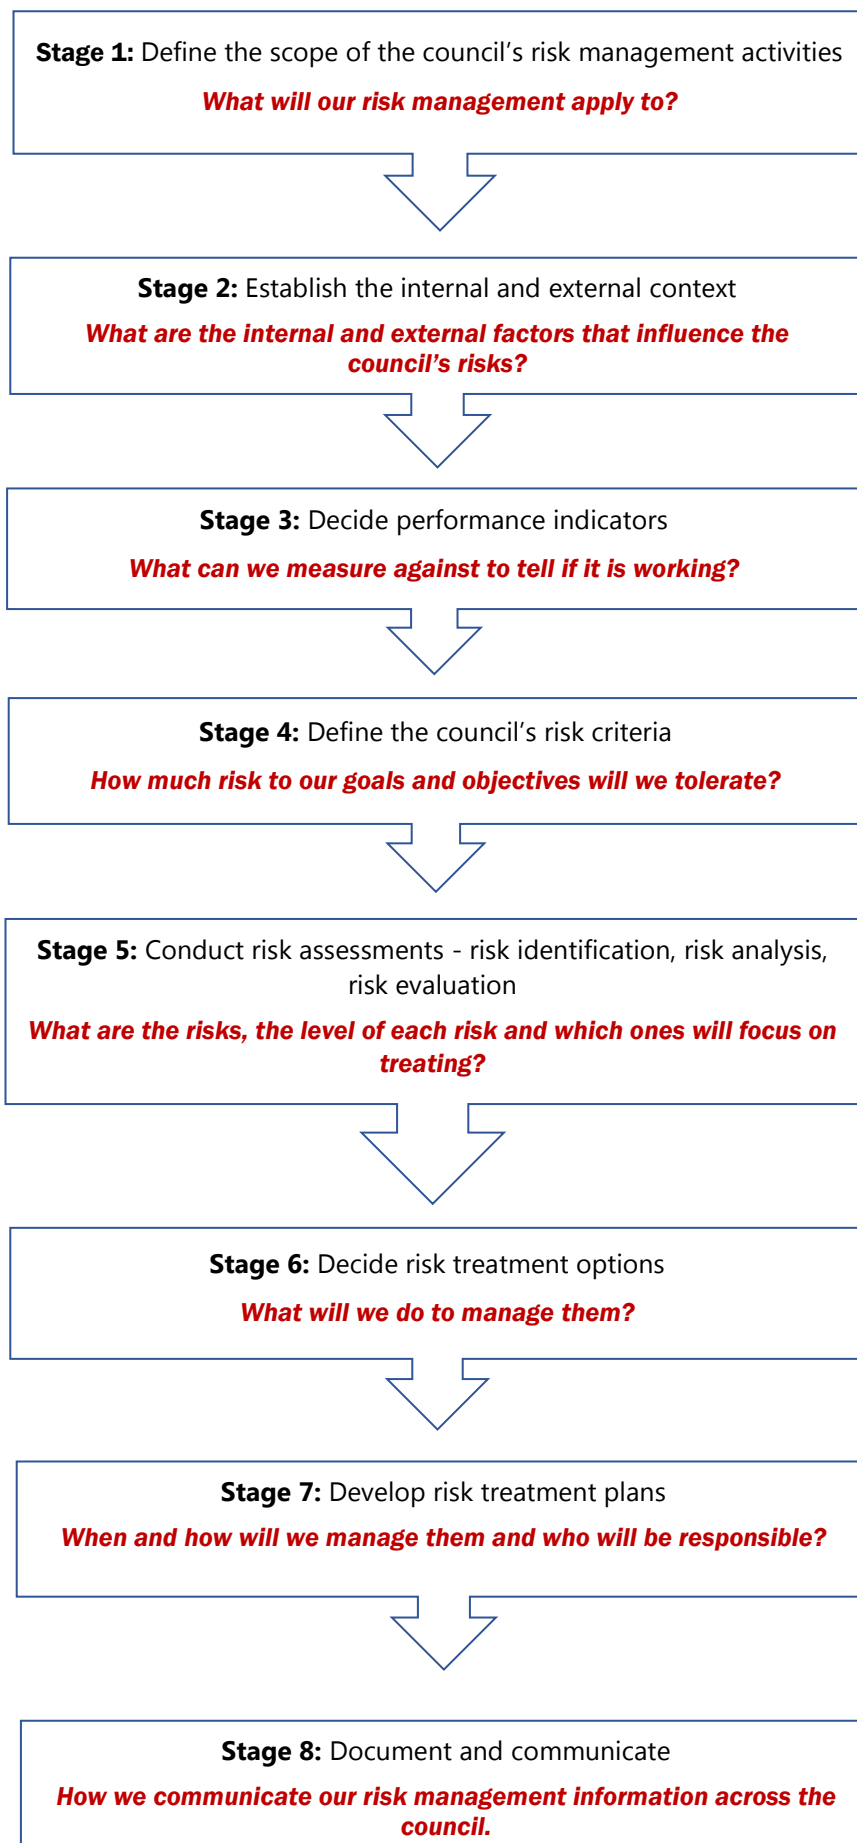 Stage 1: Define the scope of the council’s risk management activities
What will our risk management apply to?
Stage 2: Establish the internal and external context
What are the internal and external factors that influence the
council’s risks?
Stage 3: Decide performance indicators
What can we measure against to tell if it is working?
Stage 4: Define the council’s risk criteria
How much risk to our goals and objectives will we tolerate?
Stage 5: Conduct risk assessments - risk identification, risk analysis,
risk evaluation
What are the risks, the level of each risk and which ones will focus on
treating?
Stage 6: Decide risk treatment options
What will we do to manage them?
Stage 7: Develop risk treatment plans
When and how will we manage them and who will be responsible?
Stage 8: Document and communicate
How we communicate our risk management information across the
council.